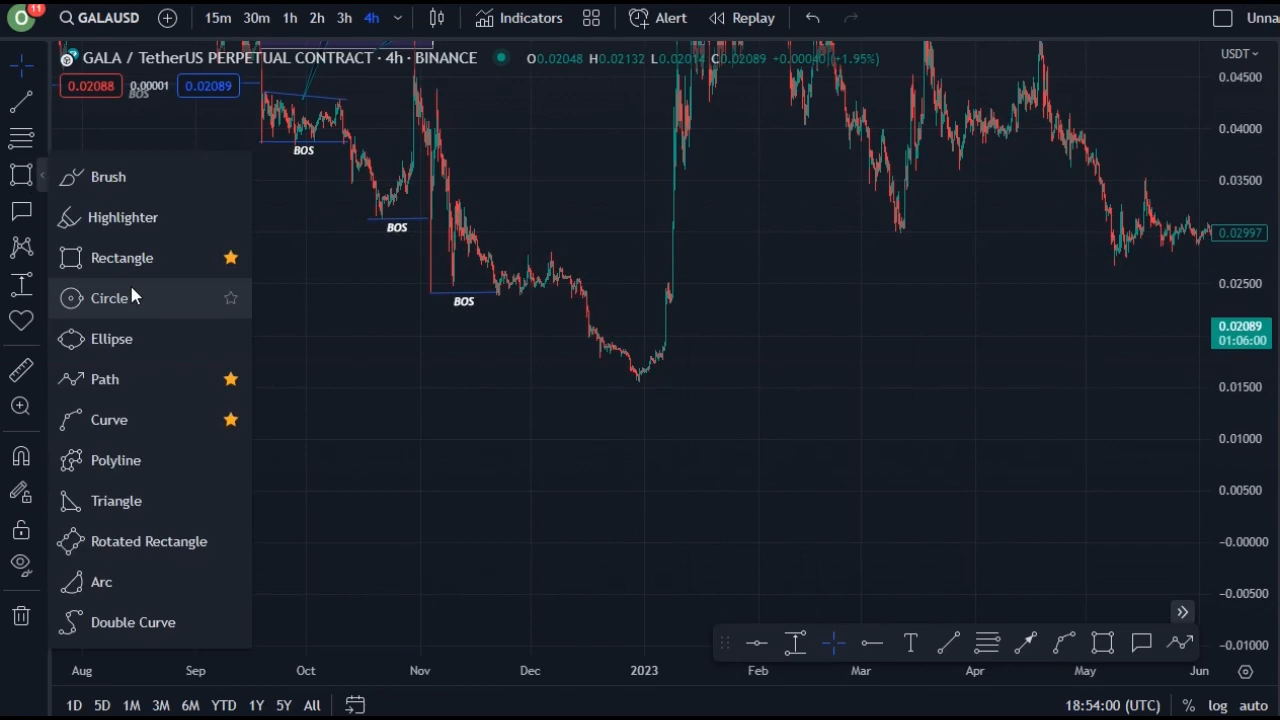 O
11
GALAUSD
15m 30m 1h 2h 3h 4h
Indicators
Alert
Replay
Unna
GALA / TetherUS PERPETUAL CONTRACT · 4h · BINANCE
O0.02048 H0.02132 L0.02014 C0.02089 +0.00040 (+1.95%)
USDT
0.02088
0.00001
0.02089
BOS
BOS
BOS
BOS
Brush
Highlighter
Rectangle
Circle
Ellipse
Path
Curve
Polyline
Triangle
Rotated Rectangle
Arc
Double Curve
0.04500
0.04000
0.03500
0.02997
0.02500
0.02089
01:06:00
0.01500
0.01000
0.00500
−0.00000
−0.00500
−0.01000
T
Aug Sep Oct Nov Dec 2023 Feb Mar Apr May Jun
1D 5D 1M 3M 6M YTD 1Y 5Y All
18:54:00 (UTC) % log auto